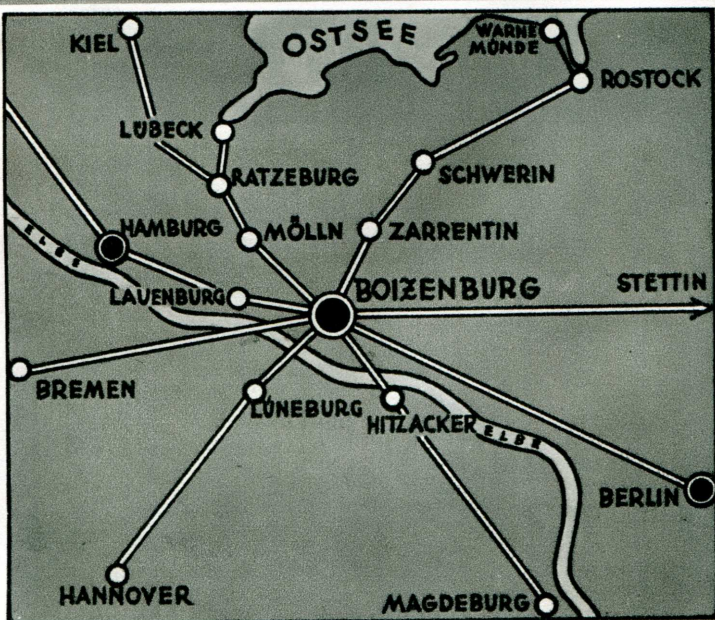 KIEL
OSTSEE
WARNE
MÜNDE
ROSTOCK
LÜBECK
RATZEBURG
SCHWERIN
ELBE
HAMBURG
MÖLLN
ZARRENTIN
LAUENBURG
BOIZENBURG
STETTIN
BREMEN
LÜNEBURG
HITZACKER
ELBE
BERLIN
HANNOVER
MAGDEBURG